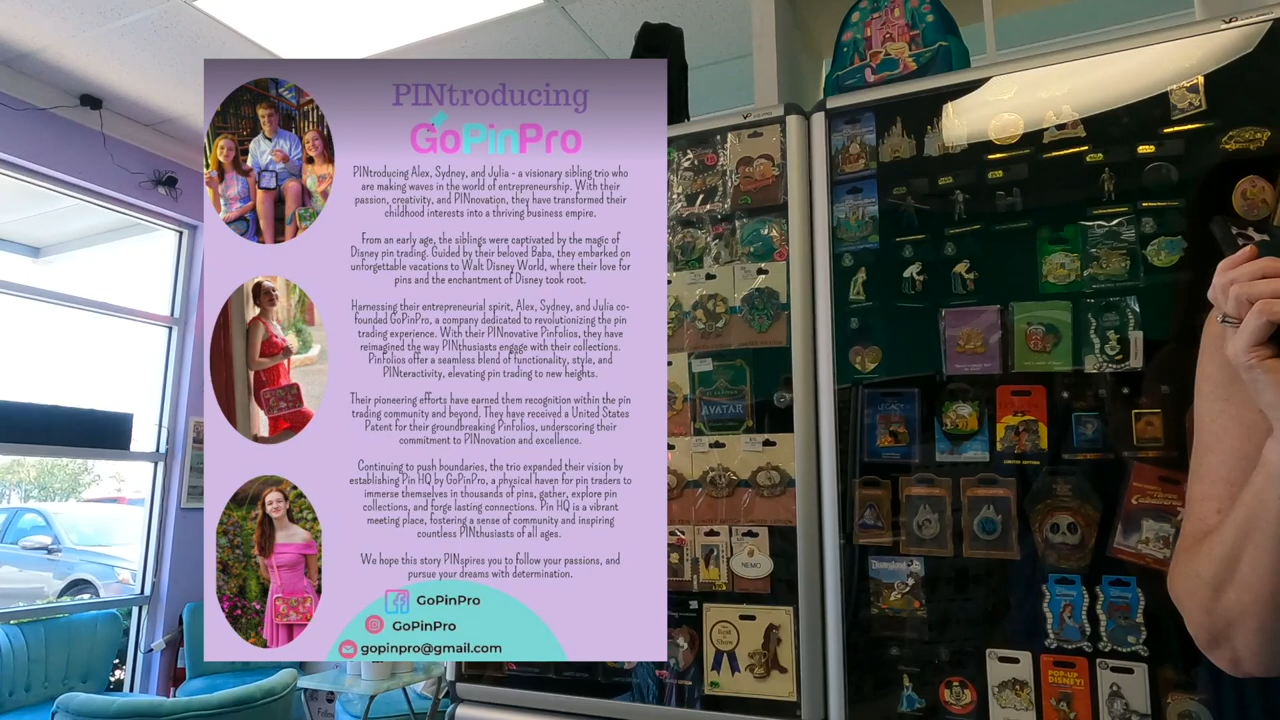 PINtroducing
GoPinPro
PINtroducing Alex, Sydney, and Julia - a visionary sibling trio who
are making waves in the world of entrepreneurship. With their
passion, creativity, and PINnovation, they have transformed their
childhood interests into a thriving business empire.
From an early age, the siblings were captivated by the magic of
Disney pin trading. Guided by their beloved Baba, they embarked on
unforgettable vacations to Walt Disney World, where their love for
pins and the enchantment of Disney took root.
Harnessing their entrepreneurial spirit, Alex, Sydney, and Julia co-
founded GoPinPro, a company dedicated to revolutionizing the pin
trading experience. With their PINnovative PinFolios, they have
reimagined the way PINthusiasts engage with their collections.
PinFolios offer a seamless blend of functionality, style, and
PINteractivity, elevating pin trading to new heights.
Their pioneering efforts have earned them recognition within the pin
trading community and beyond. They have received a United States
Patent for their groundbreaking PinFolios, underscoring their
commitment to PINnovation and excellence.
Continuing to push boundaries, the trio expanded their vision by
establishing Pin HQ by GoPinPro, a physical haven for pin traders to
immerse themselves in thousands of pins, gather, explore pin
collections, and forge lasting connections. Pin HQ is a vibrant
meeting place, fostering a sense of community and inspiring
countless PINthusiasts of all ages.
We hope this story PINspires you to follow your passions, and
pursue your dreams with determination.
GoPinPro
GoPinPro
gopinpro@gmail.com
AVATAR
NEMO
Best
in
Show
LEGACY
LIMITED EDITION
Disneyland
Three
Caballeros
Disney
Disney
POP-UP
DISNEY!
Follow